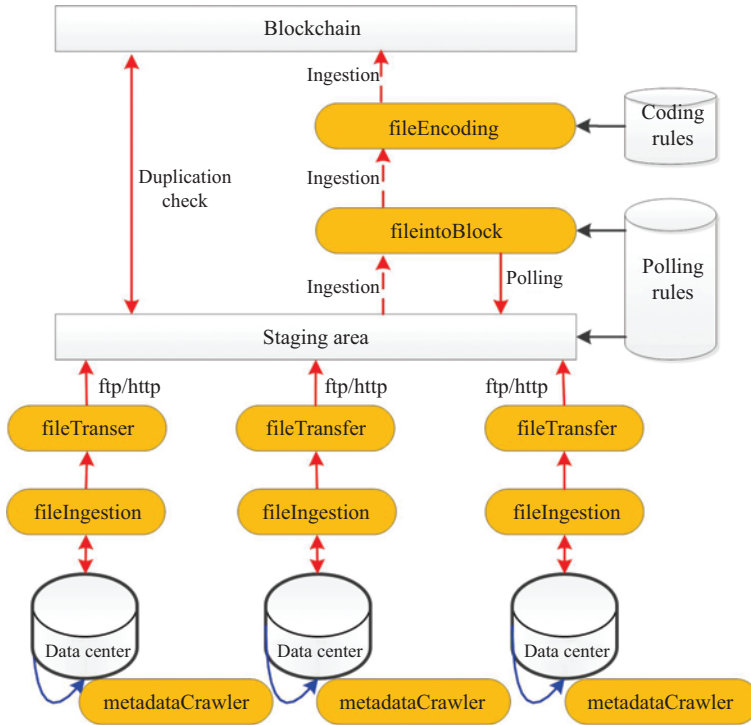 Blockchain
Ingestion
fileEncoding
Coding
rules
Duplication
check
Ingestion
fileintoBlock
Polling
rules
Ingestion
Polling
Staging area
ftp/http
ftp/http
ftp/http
fileTranser
fileTransfer
fileTransfer
fileIngestion
fileIngestion
fileIngestion
Data center
Data center
Data center
metadataCrawler
metadataCrawler
metadataCrawler